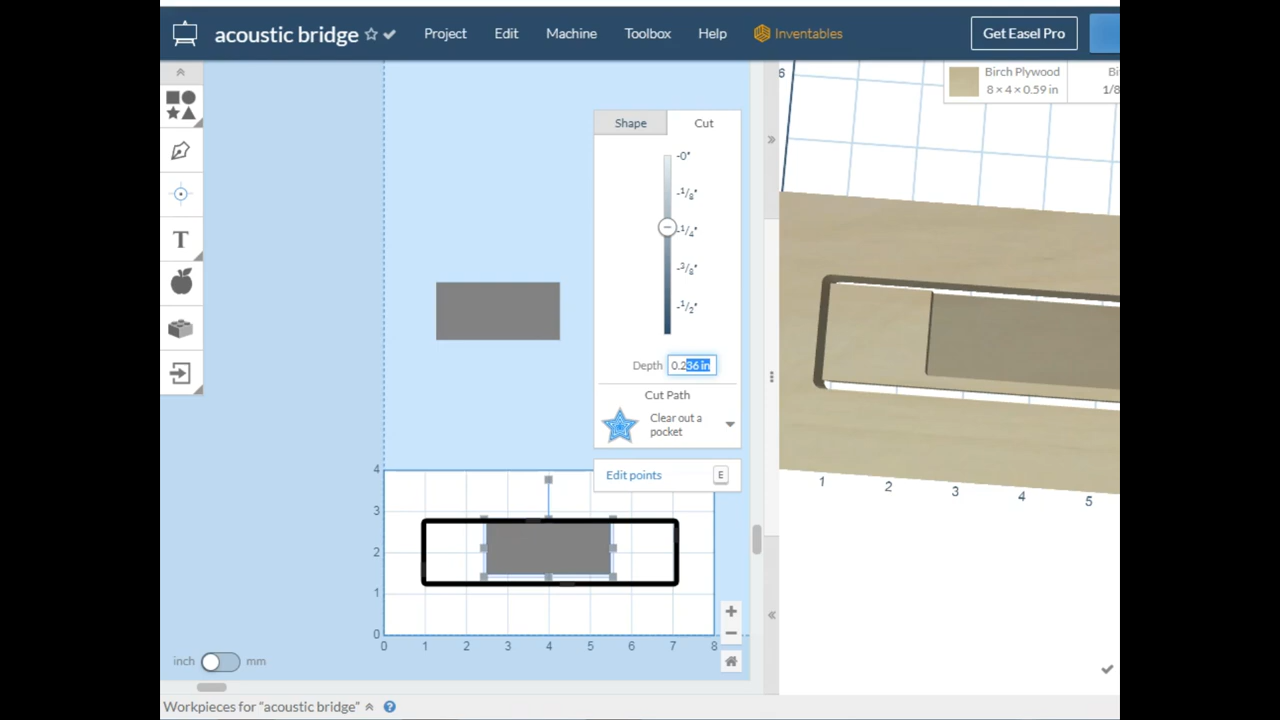 acoustic bridge Project Edit Machine Toolbox Help Inventables Get Easel Pro
6
Birch Plywood
8 × 4 × 0.59 in
Bi
1/8
Shape Cut
-0"
-1/8"
-1/4"
-3/8"
-1/2"
T
Depth 0.236 in
Cut Path
Clear out a
pocket
Edit points E
4
3
2
1
0
0 1 2 3 4 5 6 7 8
1 2 3 4 5
inch mm
Workpieces for "acoustic bridge" ?